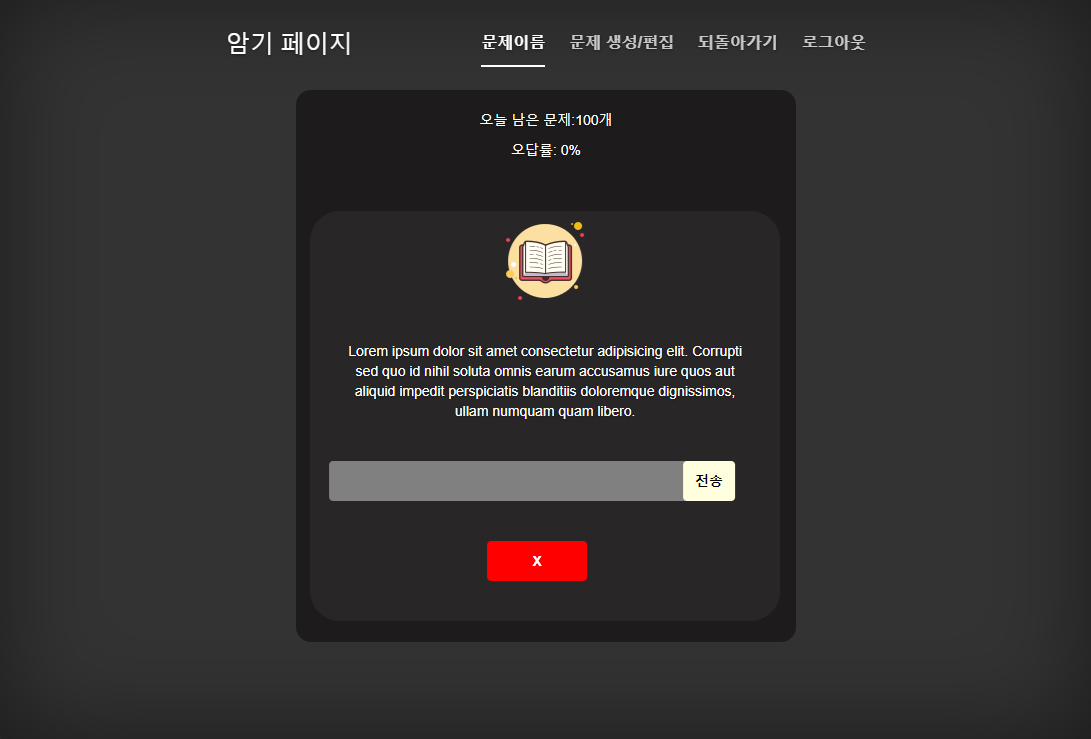 암기 페이지
문제이름 문제 생성/편집 되돌아가기 로그아웃
오늘 남은 문제:100개
오답률: 0%
Lorem ipsum dolor sit amet consectetur adipisicing elit. Corrupti
sed quo id nihil soluta omnis earum accusamus iure quos aut
aliquid impedit perspiciatis blanditiis doloremque dignissimos,
ullam numquam quam libero.
전송
X